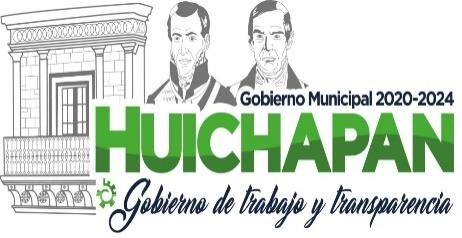 Gobierno Municipal 2020-2024
HUICHAPAN
Gobierno de trabajo y transparencia